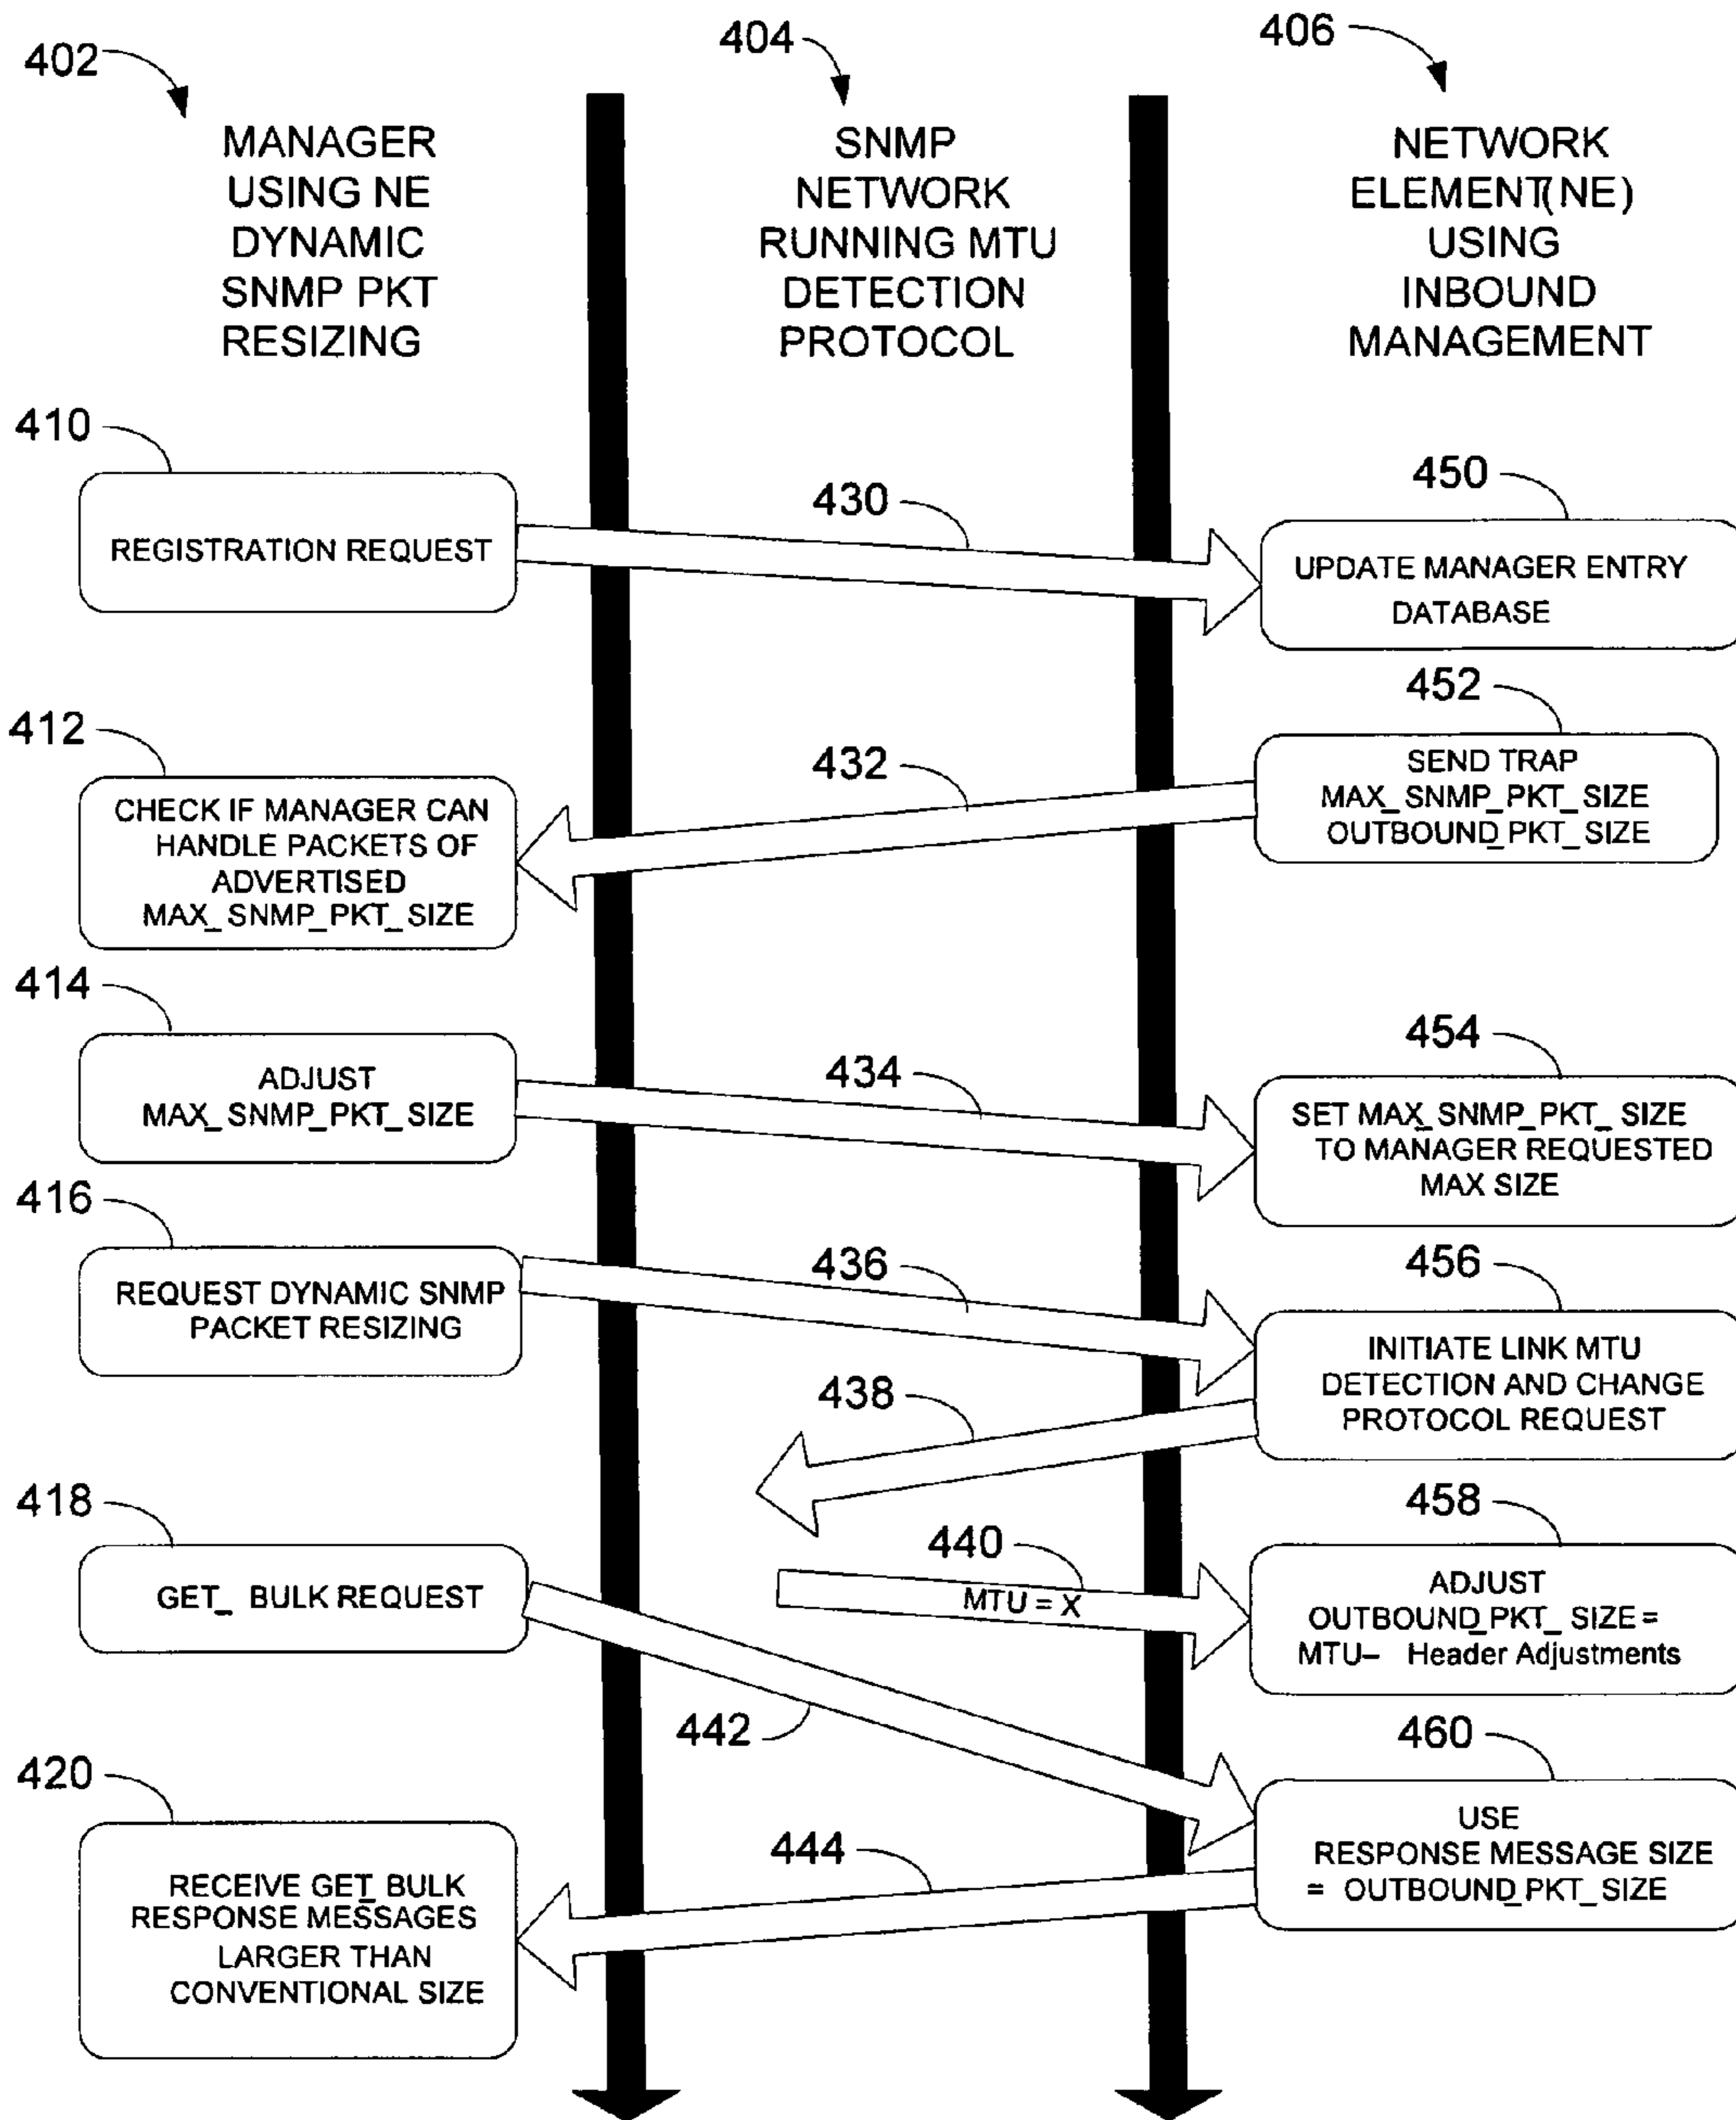 402
MANAGER
USING NE
DYNAMIC
SNMP PKT
RESIZING
404
SNMP
NETWORK
RUNNING MTU
DETECTION
PROTOCOL
406
NETWORK
ELEMENT(NE)
USING
INBOUND
MANAGEMENT
410
REGISTRATION REQUEST
430
450
UPDATE MANAGER ENTRY
DATABASE
452
SEND TRAP
MAX_SNMP_PKT_SIZE
OUTBOUND_PKT_SIZE
432
412
CHECK IF MANAGER CAN
HANDLE PACKETS OF
ADVERTISED
MAX_SNMP_PKT_SIZE
414
ADJUST
MAX_SNMP_PKT_SIZE
434
454
SET MAX_SNMP_PKT_SIZE
TO MANAGER REQUESTED
MAX SIZE
416
REQUEST DYNAMIC SNMP
PACKET RESIZING
436
456
INITIATE LINK MTU
DETECTION AND CHANGE
PROTOCOL REQUEST
438
418
GET_ BULK REQUEST
440
MTU = X
458
ADJUST
OUTBOUND_PKT_SIZE =
MTU– Header Adjustments
442
460
USE
RESPONSE MESSAGE SIZE
= OUTBOUND_PKT_SIZE
444
420
RECEIVE GET_BULK
RESPONSE MESSAGES
LARGER THAN
CONVENTIONAL SIZE